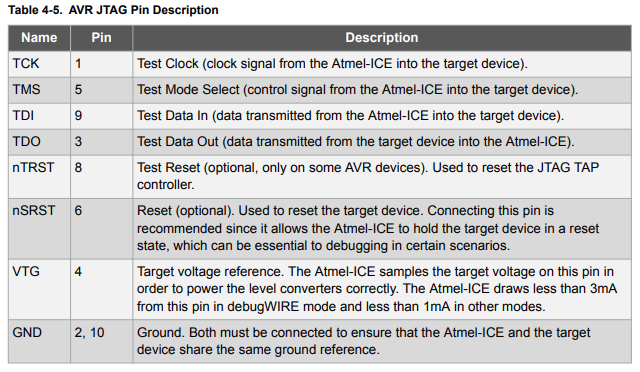 Table 4-5. AVR JTAG Pin Description
Name Pin Description
TCK 1 Test Clock (clock signal from the Atmel-ICE into the target device).
TMS 5 Test Mode Select (control signal from the Atmel-ICE into the target device).
TDI 9 Test Data In (data transmitted from the Atmel-ICE into the target device).
TDO 3 Test Data Out (data transmitted from the target device into the Atmel-ICE).
nTRST 8 Test Reset (optional, only on some AVR devices). Used to reset the JTAG TAP
controller.
nSRST 6 Reset (optional). Used to reset the target device. Connecting this pin is
recommended since it allows the Atmel-ICE to hold the target device in a reset
state, which can be essential to debugging in certain scenarios.
VTG 4 Target voltage reference. The Atmel-ICE samples the target voltage on this pin in
order to power the level converters correctly. The Atmel-ICE draws less than 3mA
from this pin in debugWIRE mode and less than 1mA in other modes.
GND 2, 10 Ground. Both must be connected to ensure that the Atmel-ICE and the target
device share the same ground reference.